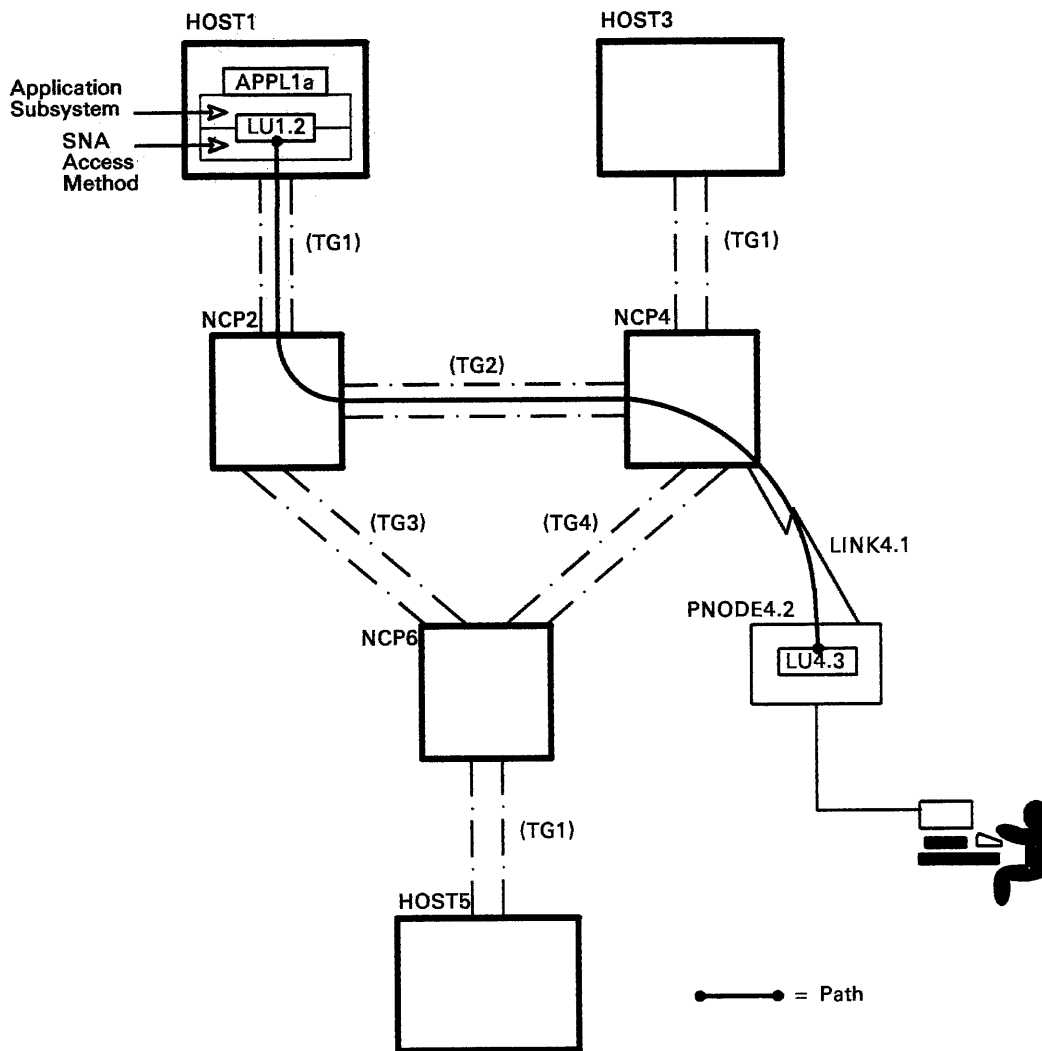 HOST1
HOST3
Application
Subsystem
APPL1a
LU1.2
SNA
Access
Method
(TG1)
(TG1)
NCP2
NCP4
(TG2)
(TG3)
(TG4)
LINK4.1
PNODE4.2
NCP6
LU4.3
(TG1)
HOST5
= Path